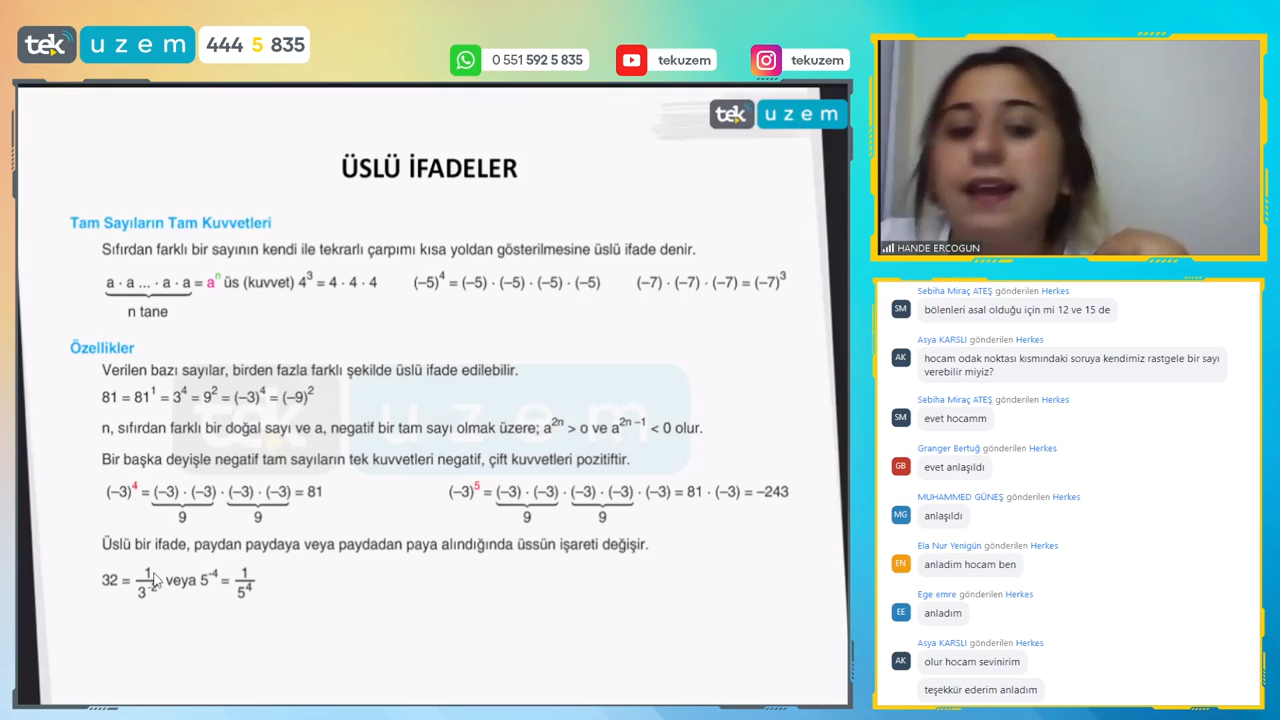 tek uzem 444 5 835
0 551 592 5 835
tekuzem
tekuzem
tek uzem
ÜSLÜ İFADELER
Tam Sayıların Tam Kuvvetleri
Sıfırdan farklı bir sayının kendi ile tekrarlı çarpımı kısa yoldan gösterilmesine üslü ifade denir.
a · a ... · a · a = aⁿ üs (kuvvet) 4³ = 4 · 4 · 4 (–5)⁴ = (–5) · (–5) · (–5) · (–5) (–7) · (–7) · (–7) = (–7)³
n tane
Özellikler
Verilen bazı sayılar, birden fazla farklı şekilde üslü ifade edilebilir.
81 = 81¹ = 3⁴ = 9² = (–3)⁴ = (–9)²
n, sıfırdan farklı bir doğal sayı ve a, negatif bir tam sayı olmak üzere; a²ⁿ > o ve a²ⁿ⁻¹ < 0 olur.
Bir başka deyişle negatif tam sayıların tek kuvvetleri negatif, çift kuvvetleri pozitiftir.
(–3)⁴ = (–3) · (–3) · (–3) · (–3) = 81 (–3)⁵ = (–3) · (–3) · (–3) · (–3) · (–3) = 81 · (–3) = –243
9 9 9 9
Üslü bir ifade, paydan paydaya veya paydadan paya alındığında üssün işareti değişir.
32 = 1/3⁻² veya 5⁻⁴ = 1/5⁴
tek uzem
HANDE ERCOGUN
Sebiha Miraç ATEŞ gönderilen Herkes
SM bölenleri asal olduğu için mi 12 ve 15 de
Asya KARSLI gönderilen Herkes
AK hocam odak noktası kısmındaki soruya kendimiz rastgele bir sayı
verebilir miyiz?
Sebiha Miraç ATEŞ gönderilen Herkes
SM evet hocamm
Granger Bertuğ gönderilen Herkes
GB evet anlaşıldı
MUHAMMED GÜNEŞ gönderilen Herkes
MG anlaşıldı
Ela Nur Yenigün gönderilen Herkes
EN anladim hocam ben
Ege emre gönderilen Herkes
EE anladım
Asya KARSLI gönderilen Herkes
AK olur hocam sevinirim
teşekkür ederim anladım